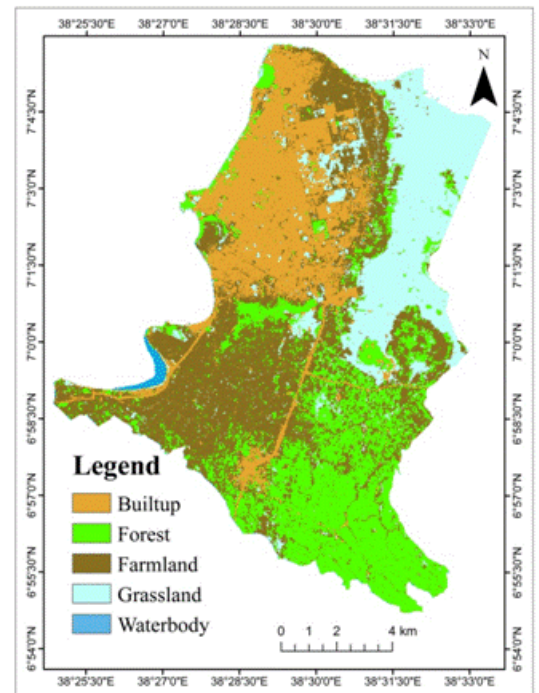 38°25'30"E 38°27'0"E 38°28'30"E 38°30'0"E 38°31'30"E 38°33'0"E
N
7°4'30"N 7°4'30"N
7°3'0"N 7°3'0"N
7°1'30"N 7°1'30"N
7°0'0"N 7°0'0"N
6°58'30"N 6°58'30"N
6°57'0"N 6°57'0"N
6°55'30"N 6°55'30"N
6°54'0"N 6°54'0"N
Legend
Builtup
Forest
Farmland
Grassland
Waterbody
0 1 2 4 km
38°25'30"E 38°27'0"E 38°28'30"E 38°30'0"E 38°31'30"E 38°33'0"E